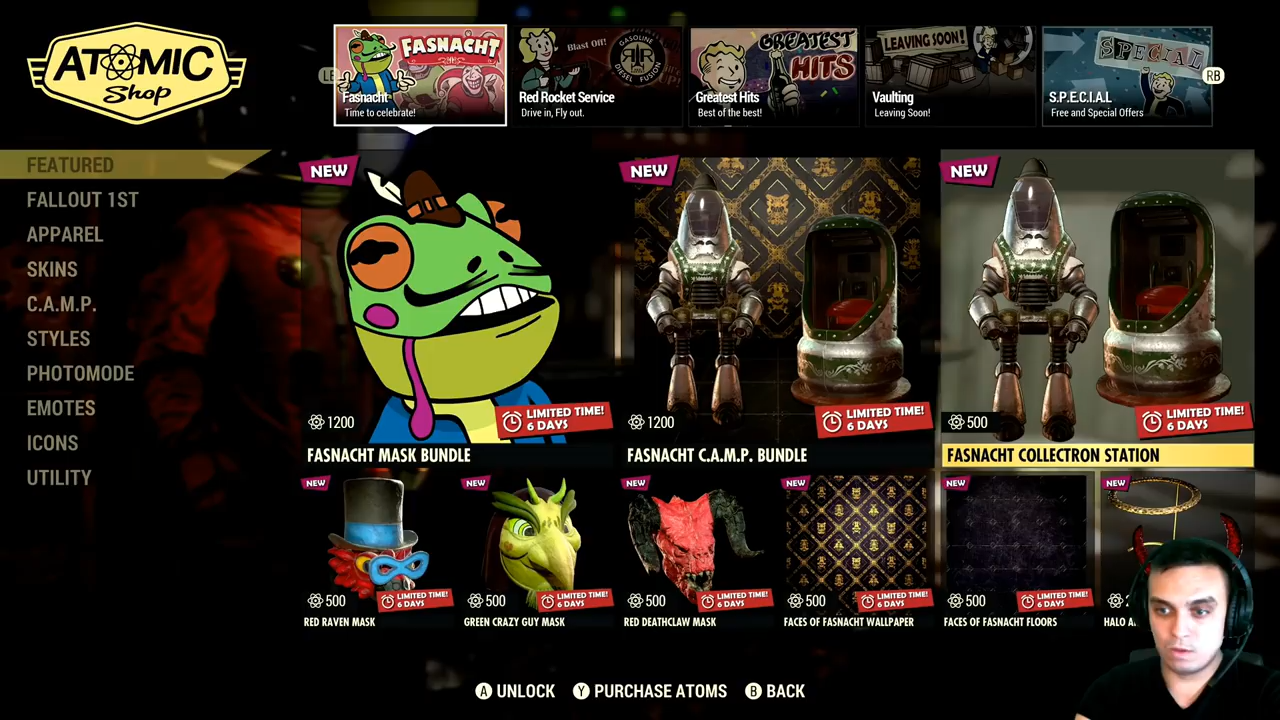 ATOMIC
Shop
LB
FASNACHT
Fasnacht
Time to celebrate!
Blast Off!
GASOLINE
DIESEL FUSION
Red Rocket Service
Drive in, Fly out.
GREATEST
HITS
Greatest Hits
Best of the best!
LEAVING SOON!
Vaulting
Leaving Soon!
SPECIAL
S.P.E.C.I.A.L
Free and Special Offers
RB
FEATURED
FALLOUT 1ST
APPAREL
SKINS
C.A.M.P.
STYLES
PHOTOMODE
EMOTES
ICONS
UTILITY
NEW
1200
LIMITED TIME!
6 DAYS
FASNACHT MASK BUNDLE
NEW
1200
LIMITED TIME!
6 DAYS
FASNACHT C.A.M.P. BUNDLE
NEW
500
LIMITED TIME!
6 DAYS
FASNACHT COLLECTRON STATION
NEW
500
LIMITED TIME!
6 DAYS
RED RAVEN MASK
NEW
500
LIMITED TIME!
6 DAYS
GREEN CRAZY GUY MASK
NEW
500
LIMITED TIME!
6 DAYS
RED DEATHCLAW MASK
NEW
500
LIMITED TIME!
6 DAYS
FACES OF FASNACHT WALLPAPER
NEW
500
LIMITED TIME!
6 DAYS
FACES OF FASNACHT FLOORS
NEW
HALO
A UNLOCK
Y PURCHASE ATOMS
B BACK